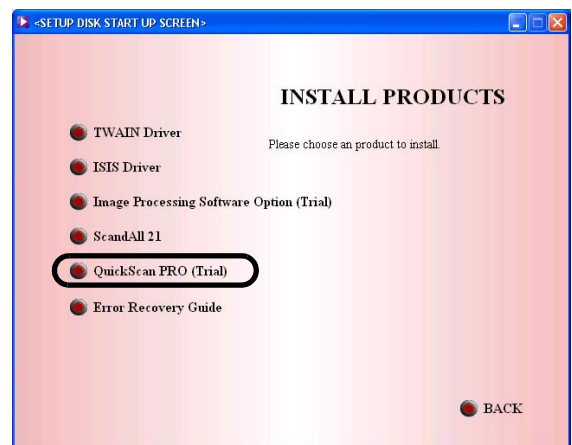 <SETUP DISK START UP SCREEN>
INSTALL PRODUCTS
Please choose an product to install.
TWAIN Driver
ISIS Driver
Image Processing Software Option (Trial)
ScandAll 21
QuickScan PRO (Trial)
Error Recovery Guide
BACK